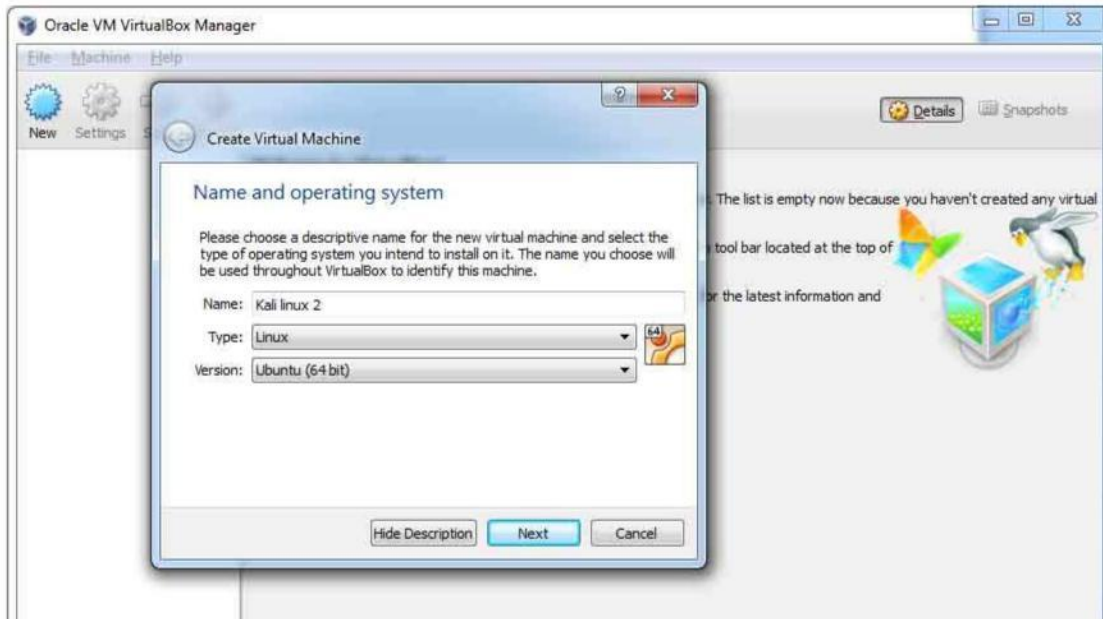 Oracle VM VirtualBox Manager
File Machine Help
New Settings
Details Snapshots
Create Virtual Machine
Name and operating system
The list is empty now because you haven't created any virtual
Please choose a descriptive name for the new virtual machine and select the
type of operating system you intend to install on it. The name you choose will
be used throughout VirtualBox to identify this machine.
tool bar located at the top of
for the latest information and
Name: Kali linux 2
Type: Linux
64
Version: Ubuntu (64 bit)
Hide Description Next Cancel